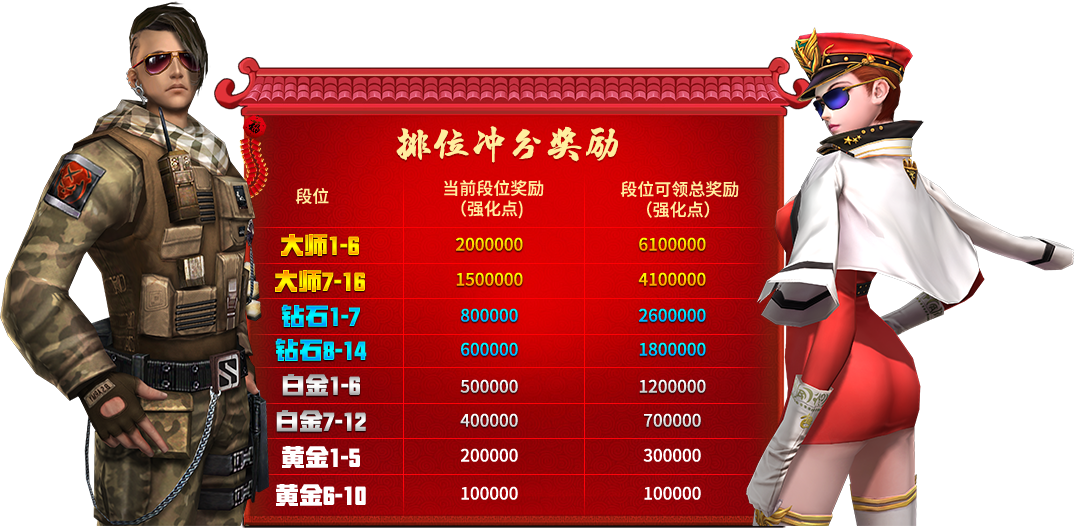 排位冲分奖励
福
段位 当前段位奖励 段位可领总奖励
(强化点) (强化点)
大师1-6 2000000 6100000
大师7-16 1500000 4100000
钻石1-7 800000 2600000
钻石8-14 600000 1800000
白金1-6 500000 1200000
白金7-12 400000 700000
黄金1-5 200000 300000
黄金6-10 100000 100000